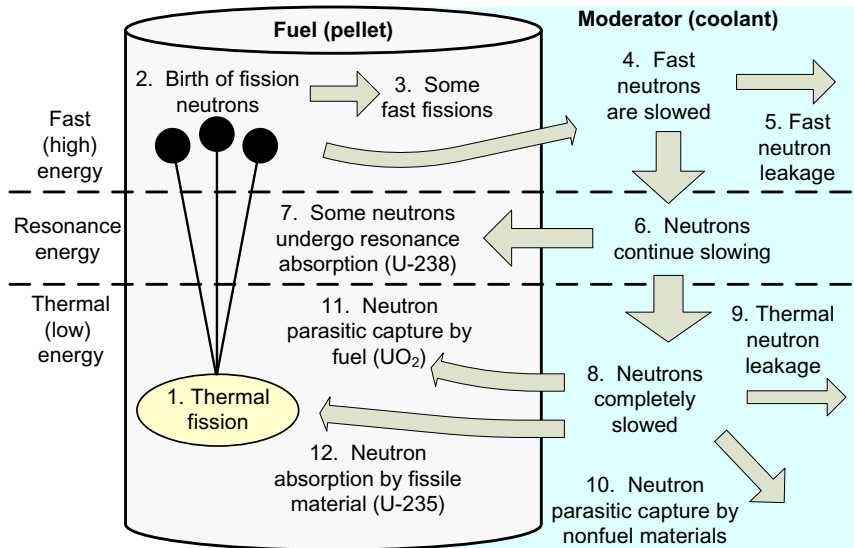 Fuel (pellet)
Moderator (coolant)
2.  Birth of fission
neutrons
3.  Some
fast fissions
4.  Fast
neutrons
are slowed
5. Fast
neutron
leakage
Fast
(high)
energy
Resonance
energy
7.  Some neutrons
undergo resonance
absorption (U-238)
6.  Neutrons
continue slowing
Thermal
(low)
energy
11.  Neutron
parasitic capture by
fuel (UO₂)
9. Thermal
neutron
leakage
8.  Neutrons
completely
slowed
1. Thermal
fission
12.  Neutron
absorption by fissile
material (U-235)
10.  Neutron
parasitic capture by
nonfuel materials